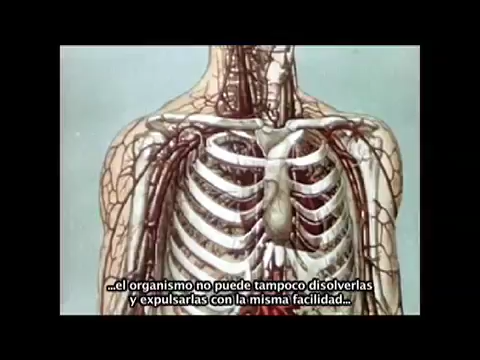 ...el organismo no puede tampoco disolverlas
y expulsarlas con la misma facilidad...